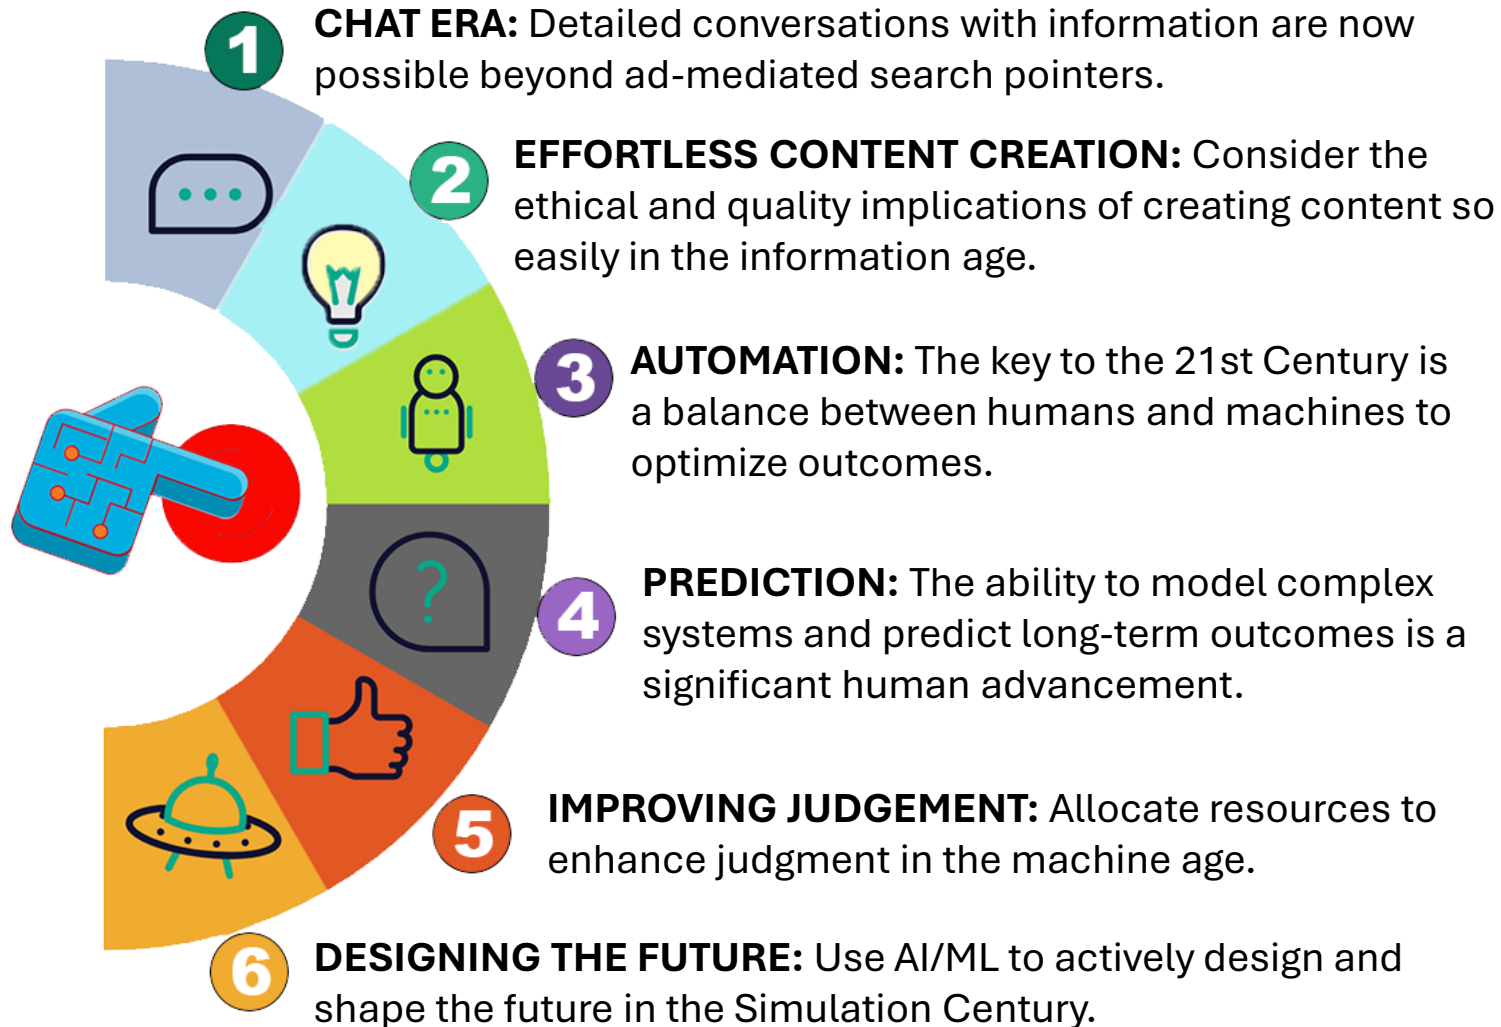 1
CHAT ERA: Detailed conversations with information are now
possible beyond ad-mediated search pointers.
2
EFFORTLESS CONTENT CREATION: Consider the
ethical and quality implications of creating content so
easily in the information age.
3
AUTOMATION: The key to the 21st Century is
a balance between humans and machines to
optimize outcomes.
?
4
PREDICTION: The ability to model complex
systems and predict long-term outcomes is a
significant human advancement.
5
IMPROVING JUDGEMENT: Allocate resources to
enhance judgment in the machine age.
6
DESIGNING THE FUTURE: Use AI/ML to actively design and
shape the future in the Simulation Century.